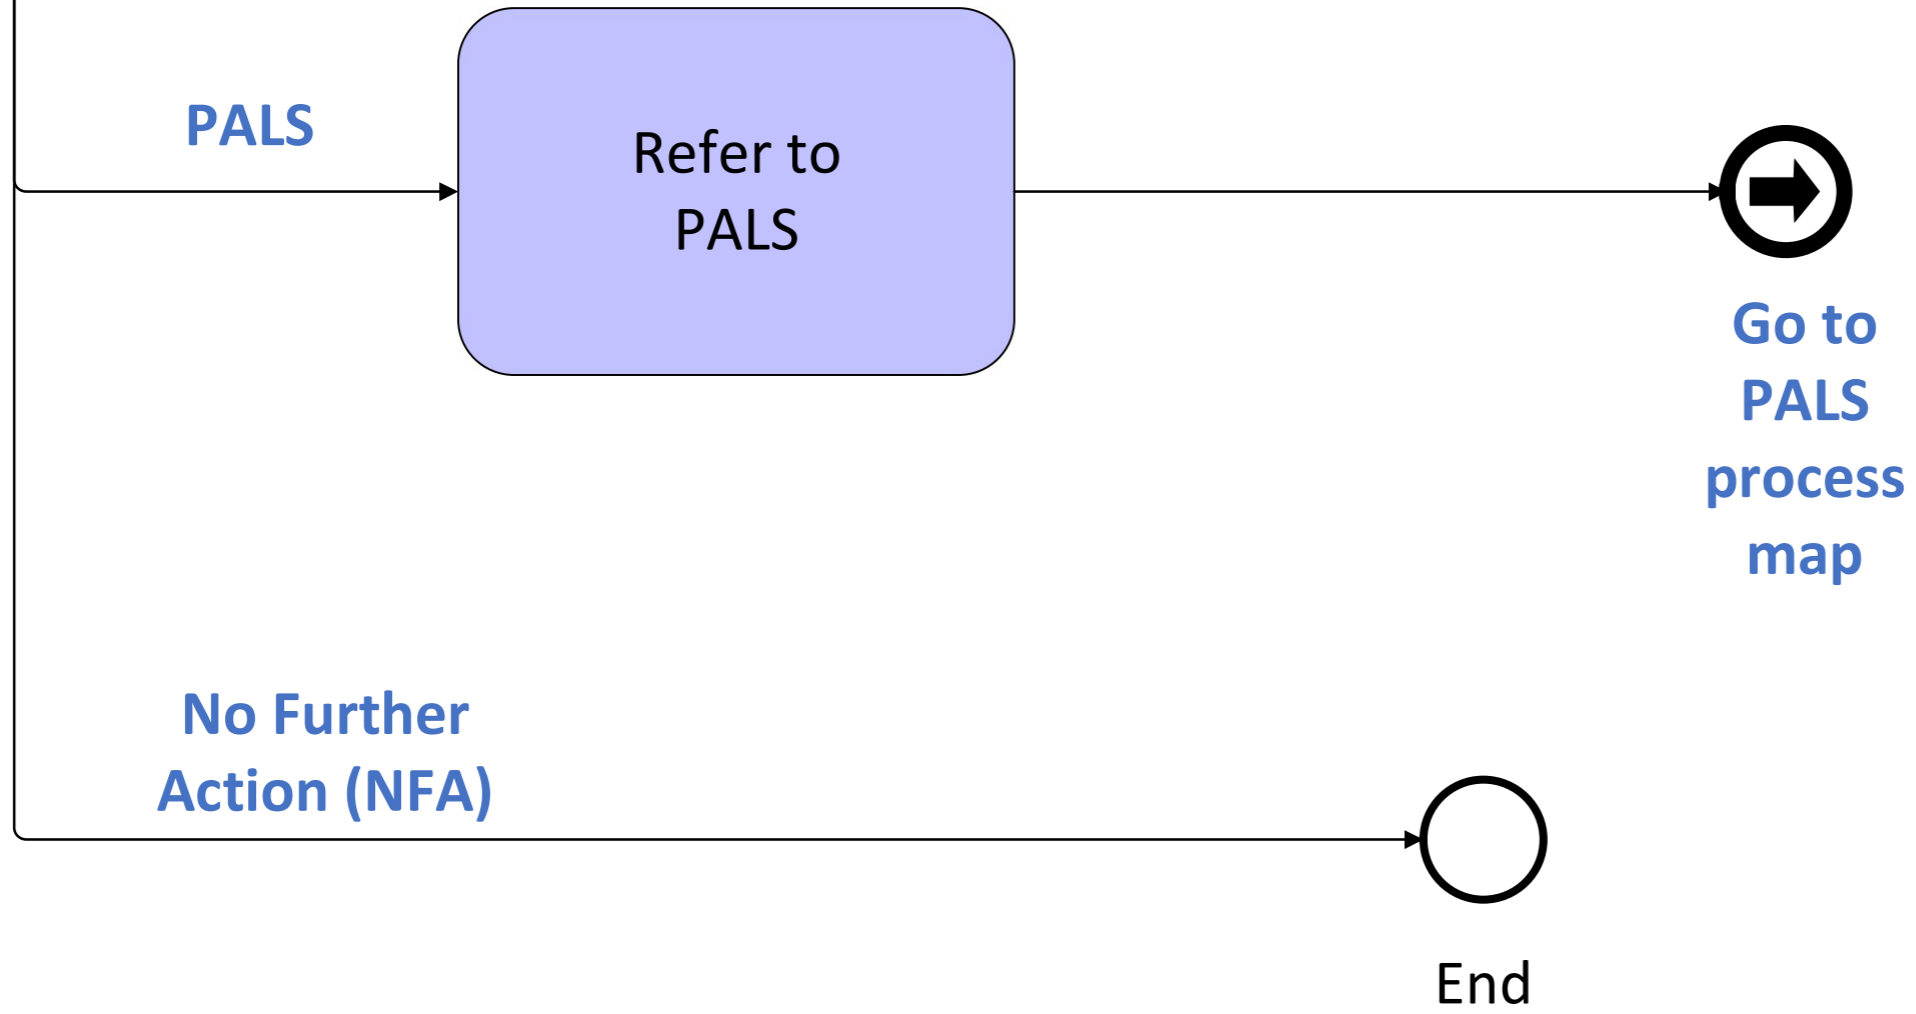 PALS
Refer to
PALS
Go to
PALS
process
map
No Further
Action (NFA)
End